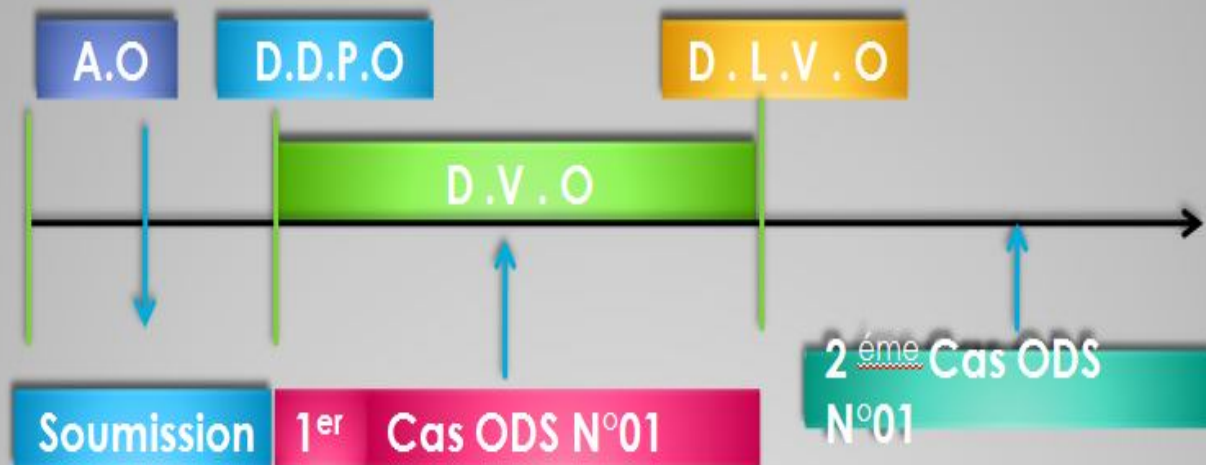 A.O
D.D.P.O
D . L . V . O
D .V . O
Soumission
1er Cas ODS N°01
2 éme Cas ODS
N°01